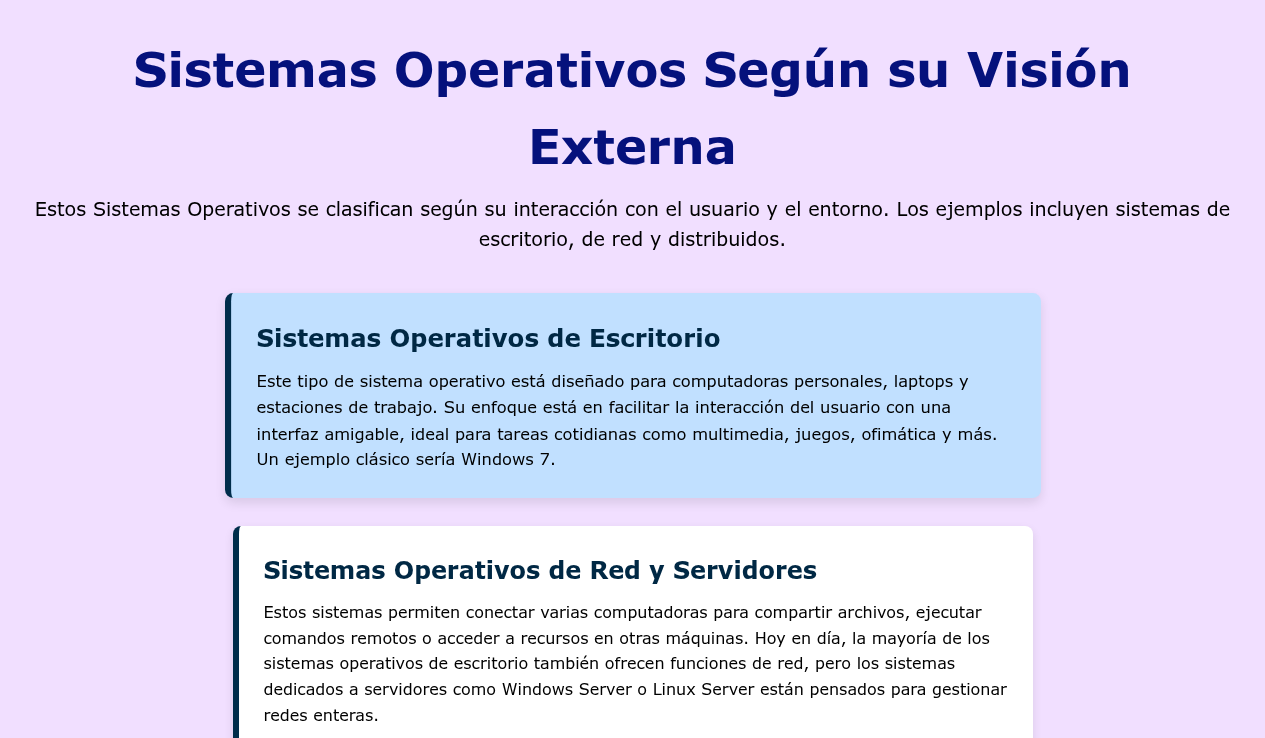 Sistemas Operativos Según su Visión
Externa
Estos Sistemas Operativos se clasifican según su interacción con el usuario y el entorno. Los ejemplos incluyen sistemas de
escritorio, de red y distribuidos.
Sistemas Operativos de Escritorio
Este tipo de sistema operativo está diseñado para computadoras personales, laptops y
estaciones de trabajo. Su enfoque está en facilitar la interacción del usuario con una
interfaz amigable, ideal para tareas cotidianas como multimedia, juegos, ofimática y más.
Un ejemplo clásico sería Windows 7.
Sistemas Operativos de Red y Servidores
Estos sistemas permiten conectar varias computadoras para compartir archivos, ejecutar
comandos remotos o acceder a recursos en otras máquinas. Hoy en día, la mayoría de los
sistemas operativos de escritorio también ofrecen funciones de red, pero los sistemas
dedicados a servidores como Windows Server o Linux Server están pensados para gestionar
redes enteras.